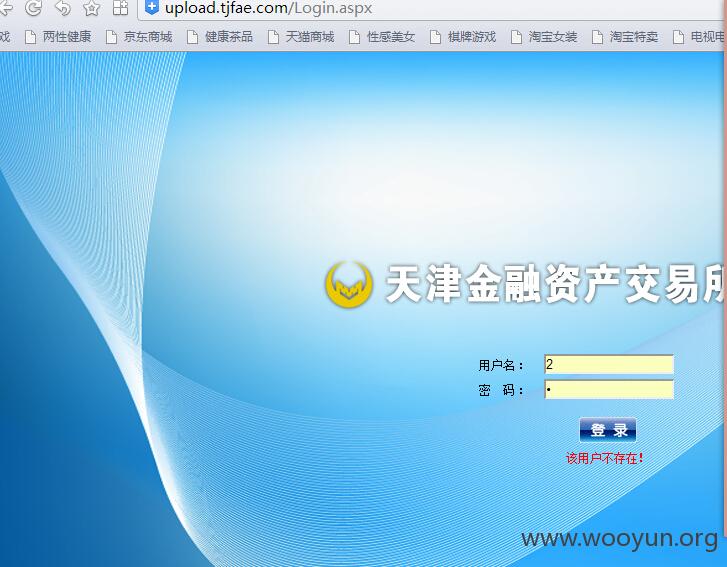 upload.tjfae.com/Login.aspx
戏 两性健康 京东商城 健康茶品 天猫商城 性感美女 棋牌游戏 淘宝女装 淘宝特卖 电视电
天津金融资产交易所
用户名： 2
密 码： •
登 录
该用户不存在!
www.wooyun.org